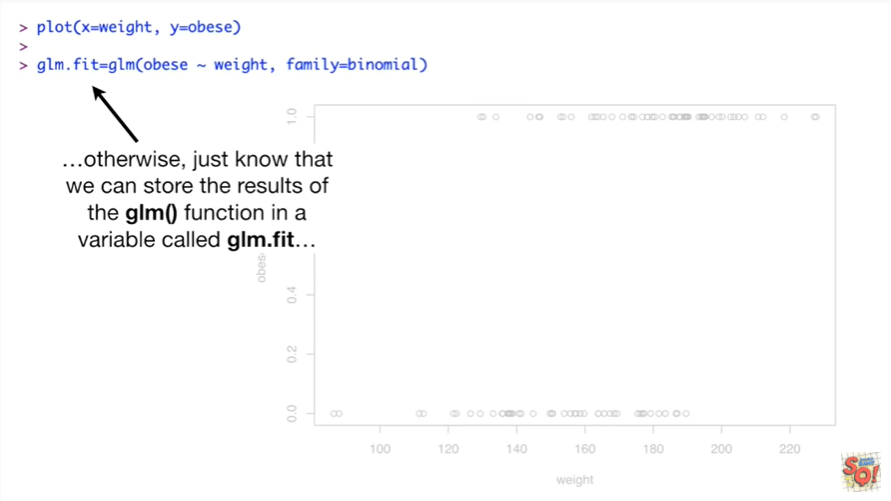 > plot(x=weight, y=obese)
>
> glm.fit=glm(obese ~ weight, family=binomial)
…otherwise, just know that
we can store the results of
the glm() function in a
variable called glm.fit…
1.0
0.4
0.2
0.0
100 120 140 160 180 200 220
weight
SQ!